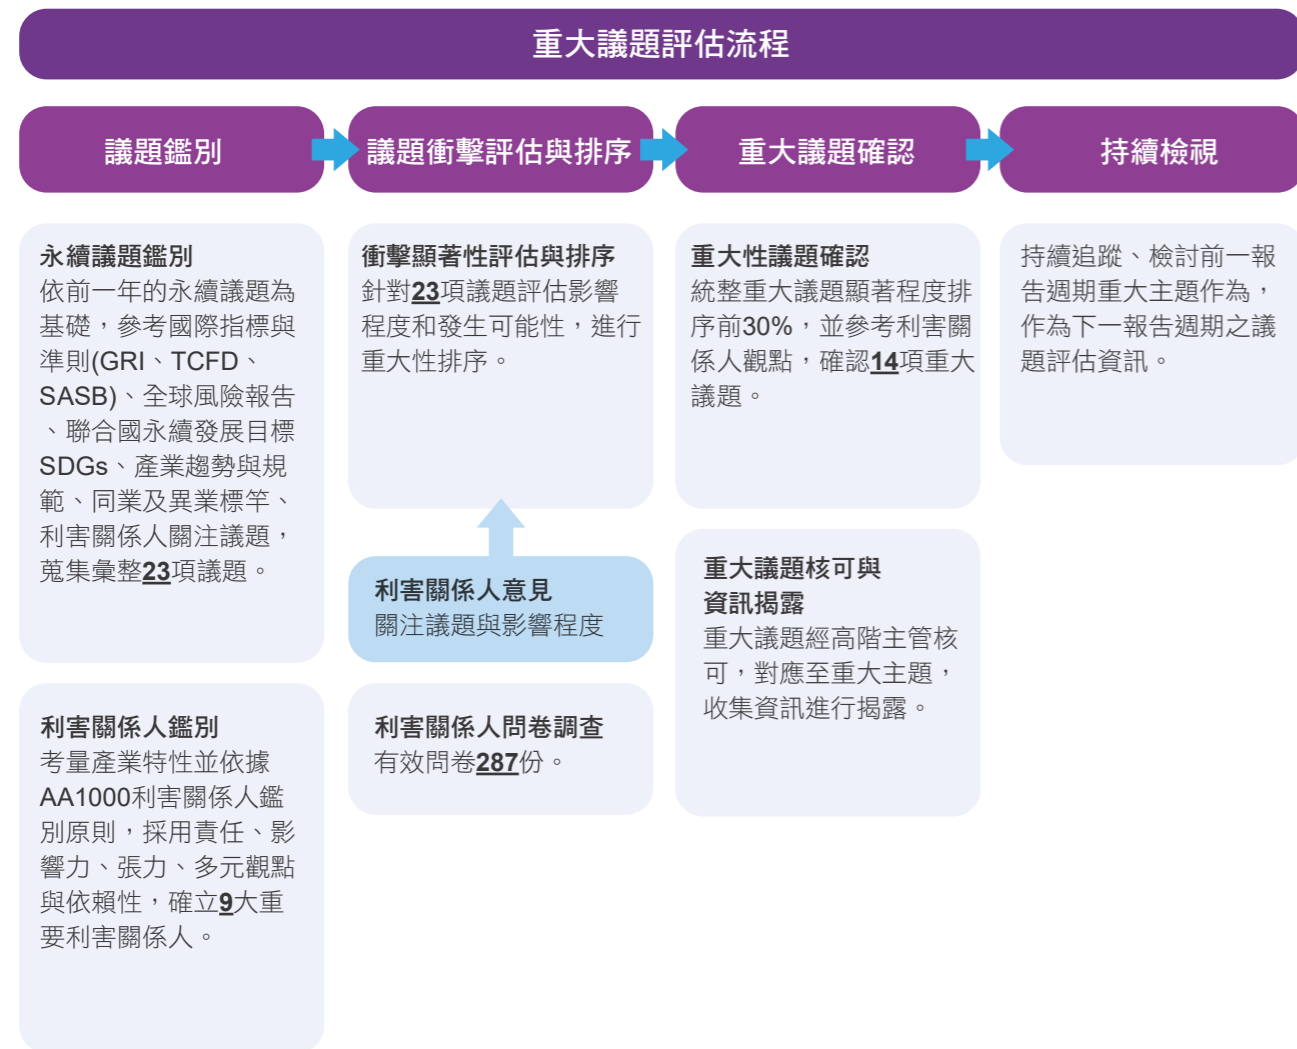 重大議題評估流程
議題鑑別
議題衝擊評估與排序
重大議題確認
持續檢視
永續議題鑑別
依前一年的永續議題為
基礎，參考國際指標與
準則(GRI、TCFD、
SASB)、全球風險報告
、聯合國永續發展目標
SDGs、產業趨勢與規
範、同業及異業標竿、
利害關係人關注議題，
蒐集彙整23項議題。
利害關係人鑑別
考量產業特性並依據
AA1000利害關係人鑑
別原則，採用責任、影
響力、張力、多元觀點
與依賴性，確立9大重
要利害關係人。
衝擊顯著性評估與排序
針對23項議題評估影響
程度和發生可能性，進行
重大性排序。
利害關係人意見
關注議題與影響程度
利害關係人問卷調查
有效問卷287份。
重大性議題確認
統整重大議題顯著程度排
序前30%，並參考利害關
係人觀點，確認14項重大
議題。
重大議題核可與
資訊揭露
重大議題經高階主管核
可，對應至重大主題，
收集資訊進行揭露。
持續追蹤、檢討前一報
告週期重大主題作為，
作為下一報告週期之議
題評估資訊。